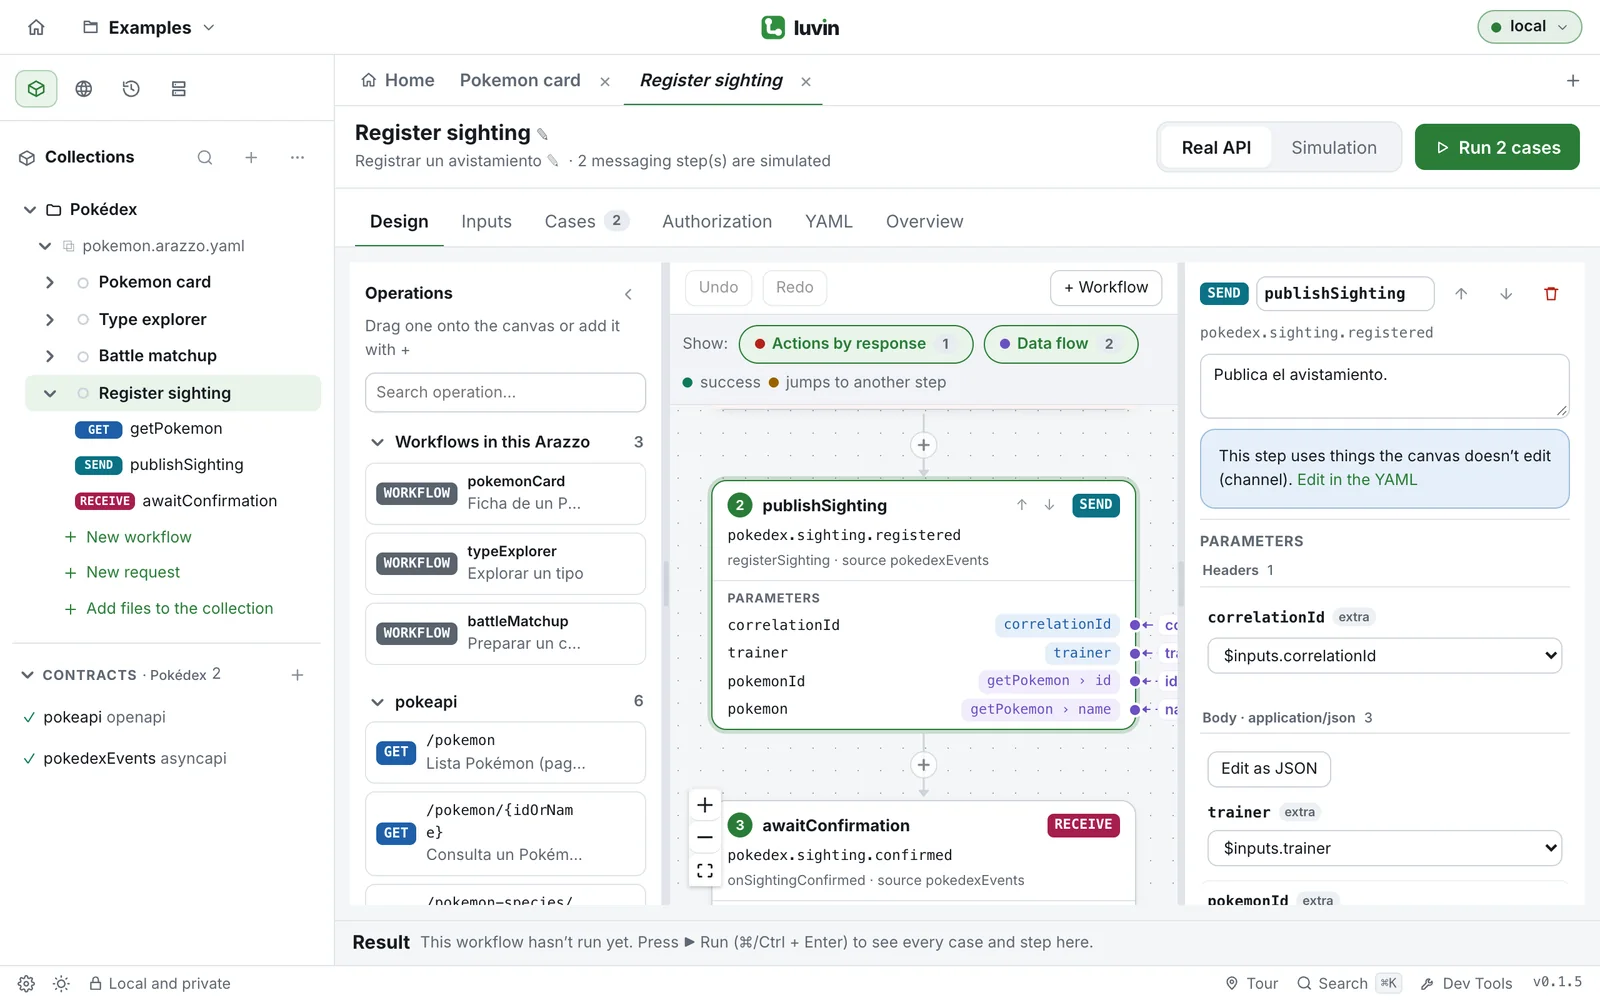 Examples
luvin
local
Home
Pokemon card
Register sighting
Collections
Pokédex
pokemon.arazzo.yaml
Pokemon card
Type explorer
Battle matchup
Register sighting
GET getPokemon
SEND publishSighting
RECEIVE awaitConfirmation
+ New workflow
+ New request
+ Add files to the collection
CONTRACTS · Pokédex 2
pokeapi openapi
pokedexEvents asyncapi
Register sighting
Registrar un avistamiento · 2 messaging step(s) are simulated
Real API
Simulation
Run 2 cases
Design
Inputs
Cases 2
Authorization
YAML
Overview
Operations
Drag one onto the canvas or add it
with +
Search operation...
Workflows in this Arazzo 3
WORKFLOW pokemonCard
Ficha de un P...
WORKFLOW typeExplorer
Explorar un tipo
WORKFLOW battleMatchup
Preparar un c...
pokeapi 6
GET /pokemon
Lista Pokémon (pag...
GET /pokemon/{idOrNam
e}
Consulta un Pokém...
/pokemon-species/
Undo
Redo
+ Workflow
Show:
Actions by response 1
Data flow 2
success
jumps to another step
2 publishSighting
SEND
pokedex.sighting.registered
registerSighting · source pokedexEvents
PARAMETERS
correlationId correlationId
trainer trainer
pokemonId getPokemon › id ← id
pokemon getPokemon › name
3 awaitConfirmation
RECEIVE
pokedex.sighting.confirmed
onSightingConfirmed · source pokedexEvents
SEND publishSighting
pokedex.sighting.registered
Publica el avistamiento.
This step uses things the canvas doesn’t edit
(channel). Edit in the YAML
PARAMETERS
Headers 1
correlationId extra
$inputs.correlationId
Body · application/json 3
Edit as JSON
trainer extra
$inputs.trainer
pokemonId extra
Result This workflow hasn’t run yet. Press ▶ Run (⌘/Ctrl + Enter) to see every case and step here.
Local and private
Tour
Search ⌘K
Dev Tools
v0.1.5